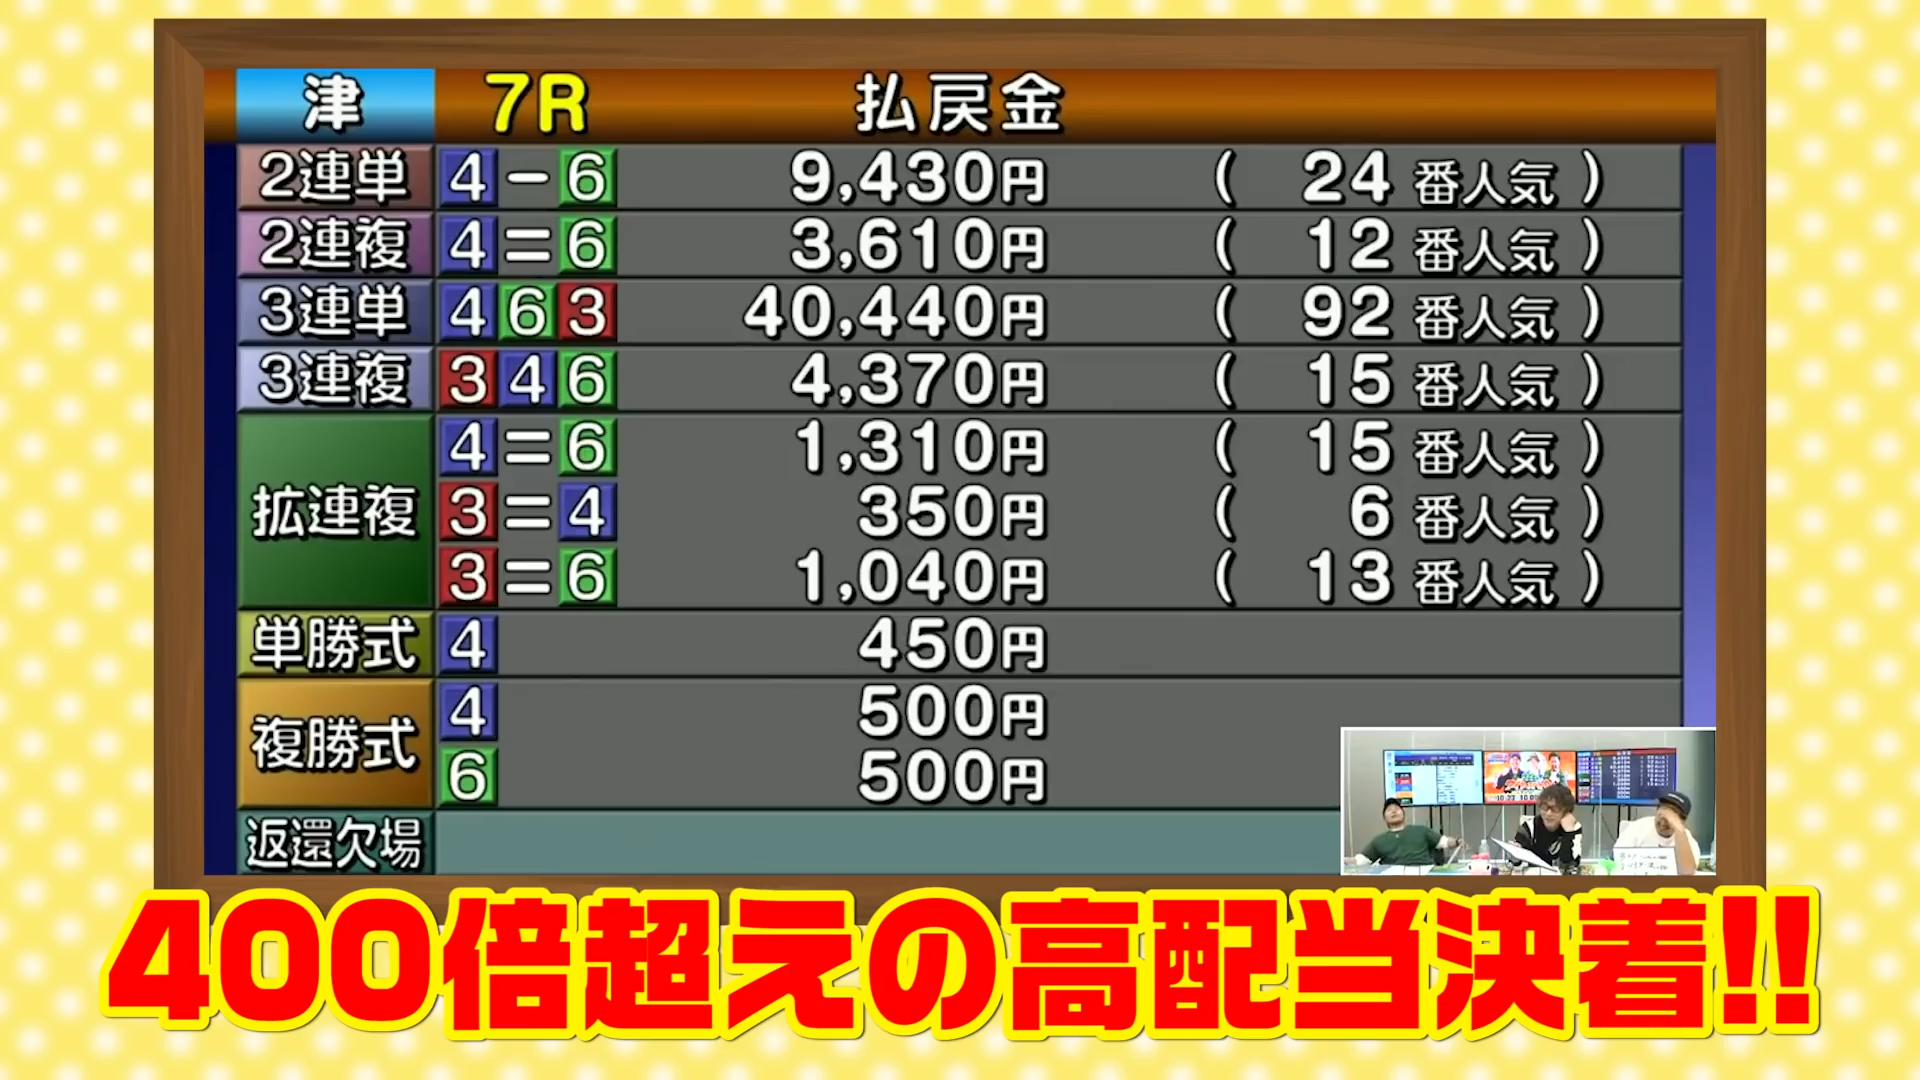 津 7R 払戻金
2連単 4-6 9,430円 ( 24 番人気 )
2連複 4=6 3,610円 ( 12 番人気 )
3連単 4 6 3 40,440円 ( 92 番人気 )
3連複 3 4 6 4,370円 ( 15 番人気 )
拡連複 4=6 1,310円 ( 15 番人気 )
3=4 350円 ( 6 番人気 )
3=6 1,040円 ( 13 番人気 )
単勝式 4 450円
複勝式 4 500円
6 500円
返還欠場
400倍超えの高配当決着!!